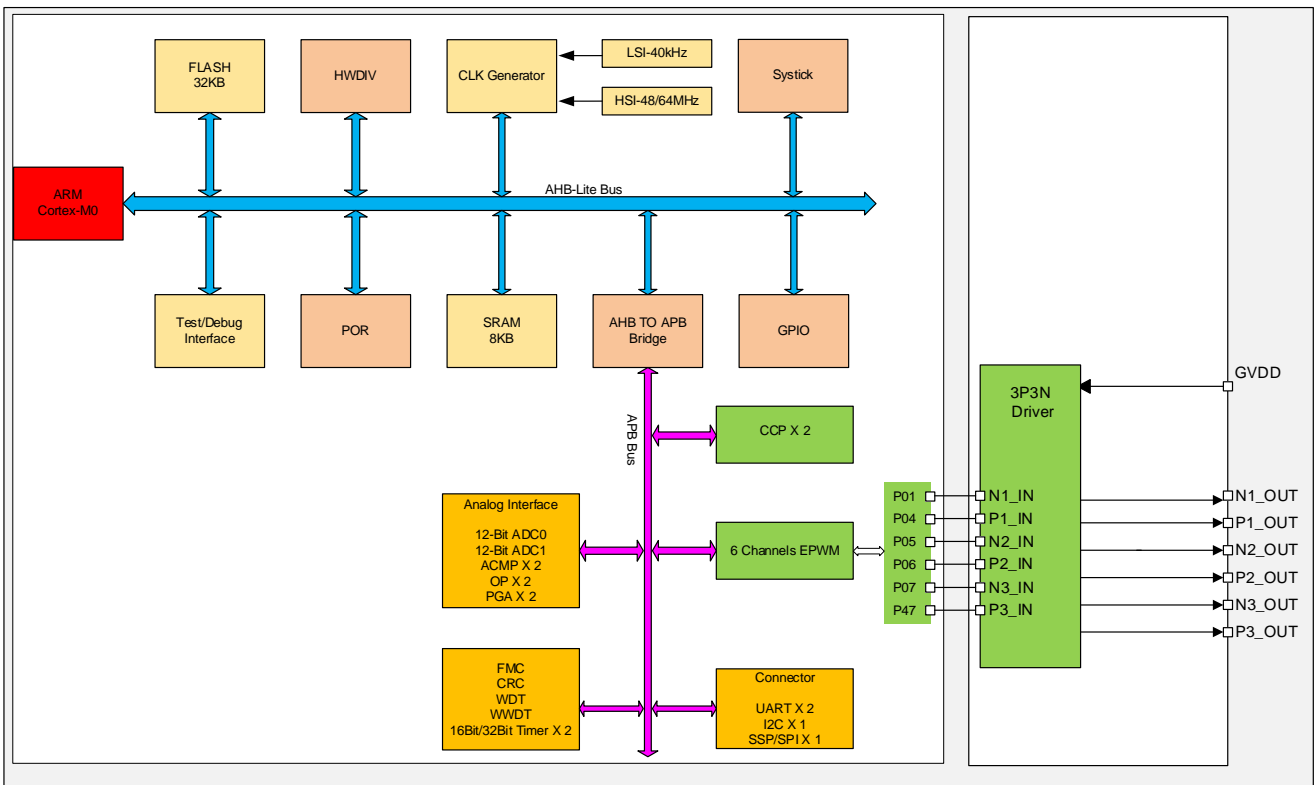 FLASH
32KB
HWDIV
CLK Generator
LSI-40kHz
HSI-48/64MHz
Systick
ARM
Cortex-M0
AHB-Lite Bus
Test/Debug
Interface
POR
SRAM
8KB
AHB TO APB
Bridge
GPIO
APB Bus
CCP X 2
Analog Interface
12-Bit ADC0
12-Bit ADC1
ACMP X 2
OP X 2
PGA X 2
6 Channels EPWM
P01
P04
P05
P06
P07
P47
FMC
CRC
WDT
WWDT
16Bit/32Bit Timer X 2
Connector
UART X 2
I2C X 1
SSP/SPI X 1
3P3N
Driver
N1_IN
P1_IN
N2_IN
P2_IN
N3_IN
P3_IN
GVDD
N1_OUT
P1_OUT
N2_OUT
P2_OUT
N3_OUT
P3_OUT